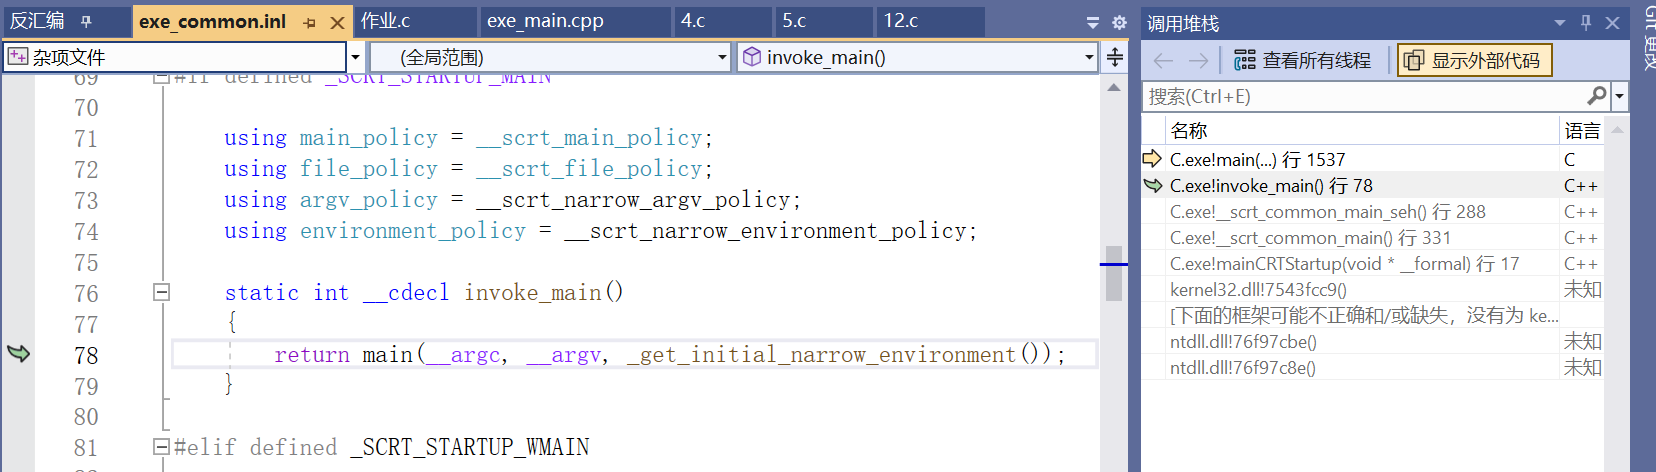 反汇编 exe_common.inl 作业.c exe_main.cpp 4.c 5.c 12.c
杂项文件 (全局范围) invoke_main()
69 #if defined _SCRT_STARTUP_MAIN
70
71 using main_policy = __scrt_main_policy;
72 using file_policy = __scrt_file_policy;
73 using argv_policy = __scrt_narrow_argv_policy;
74 using environment_policy = __scrt_narrow_environment_policy;
75
76 static int __cdecl invoke_main()
77 {
78 return main(__argc, __argv, _get_initial_narrow_environment());
79 }
80
81 #elif defined _SCRT_STARTUP_WMAIN
调用堆栈
查看所有线程 显示外部代码
搜索(Ctrl+E)
名称 语言
C.exe!main(...) 行 1537 C
C.exe!invoke_main() 行 78 C++
C.exe!__scrt_common_main_seh() 行 288 C++
C.exe!__scrt_common_main() 行 331 C++
C.exe!mainCRTStartup(void * __formal) 行 17 C++
kernel32.dll!7543fcc9() 未知
[下面的框架可能不正确和/或缺失，没有为 ke...
ntdll.dll!76f97cbe() 未知
ntdll.dll!76f97c8e() 未知
Git 更改